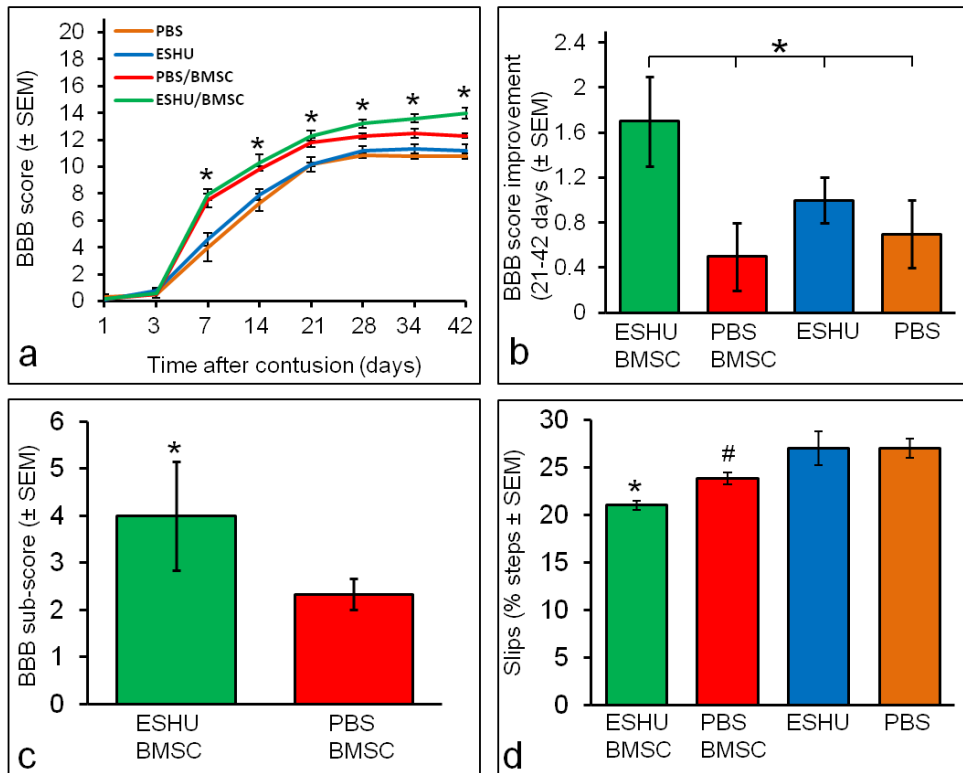 BBB score (± SEM)
20
18
16
14
12
10
8
6
4
2
0
PBS
ESHU
PBS/BMSC
ESHU/BMSC
* * * * * *
1 3 7 14 21 28 34 42
Time after contusion (days)
a
BBB score improvement
(21-42 days (± SEM)
2.4
2.0
1.6
1.2
0.8
0.4
0
*
ESHU PBS ESHU PBS
BMSC BMSC
b
BBB sub-score (± SEM)
6
5
4
3
2
1
0
*
ESHU PBS
BMSC BMSC
c
Slips (% steps ± SEM)
30
25
20
15
10
5
0
* #
ESHU PBS ESHU PBS
BMSC BMSC
d